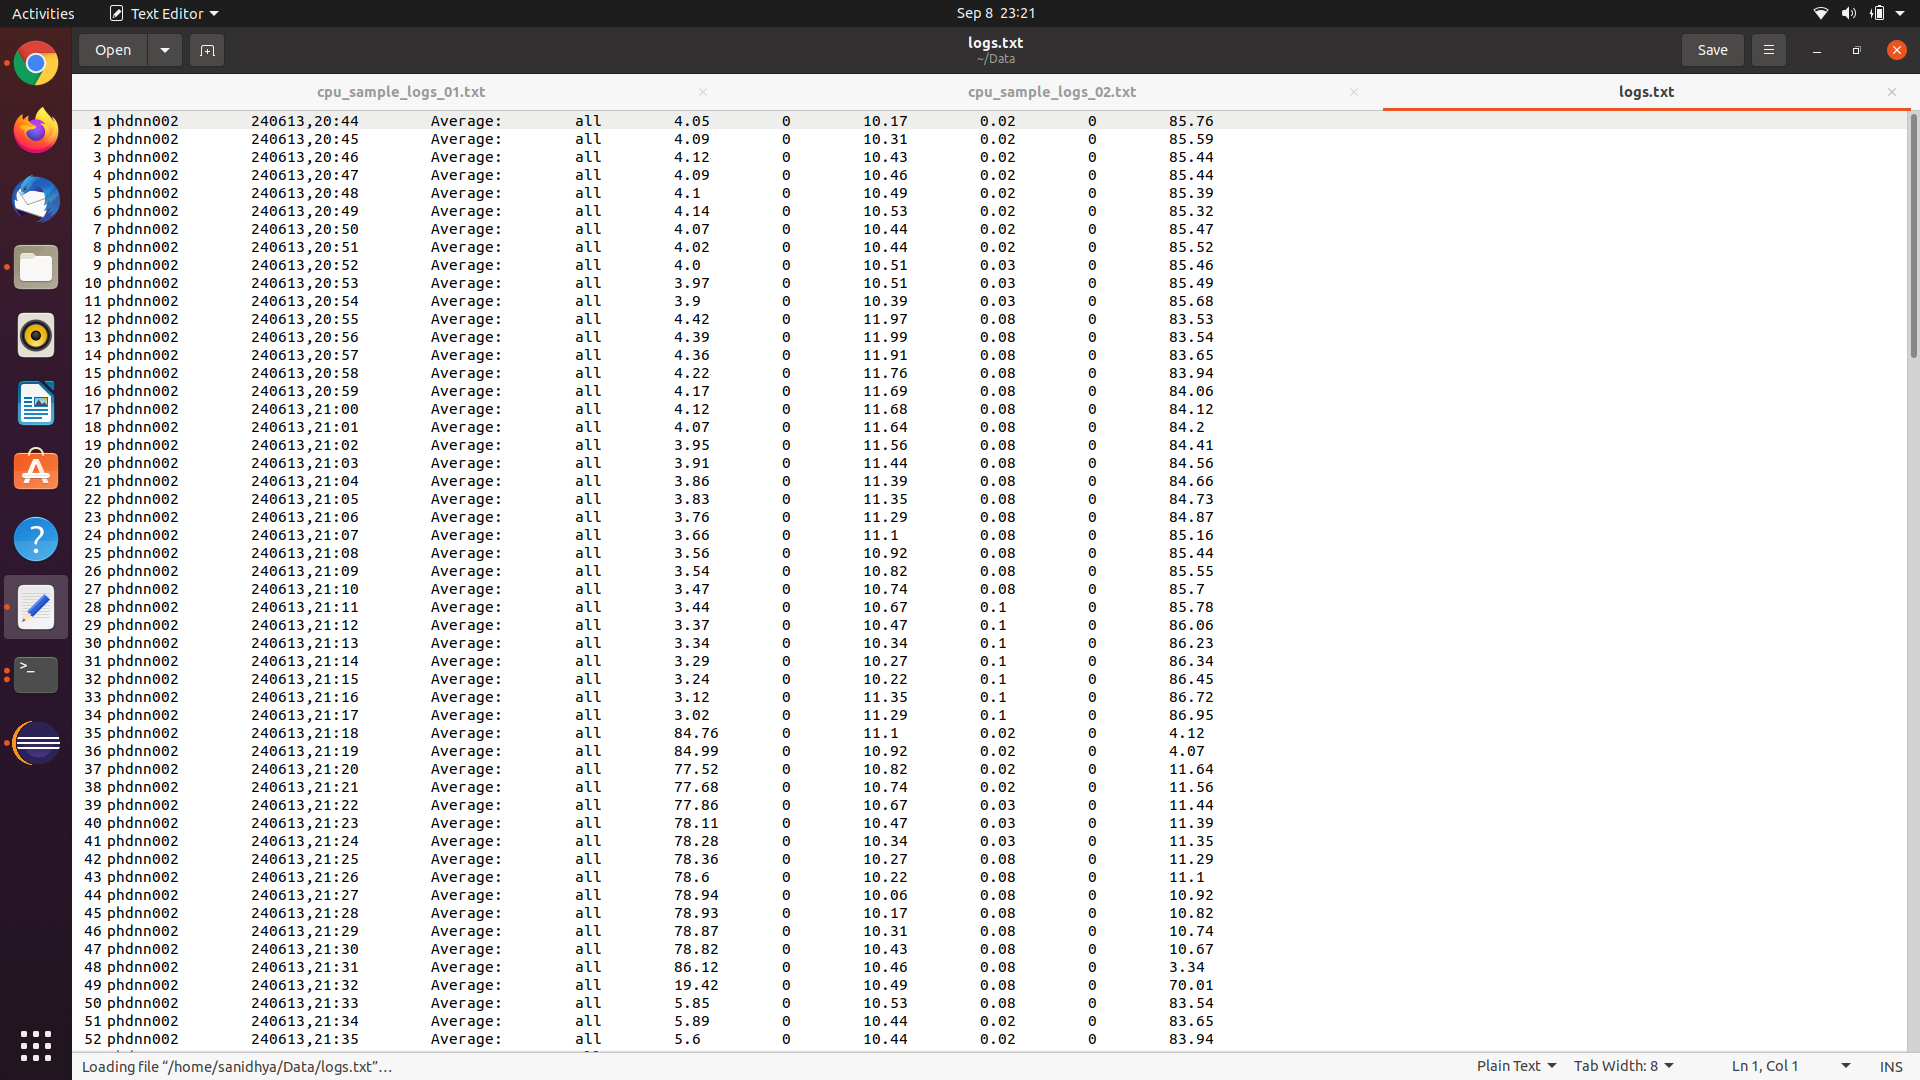 Activities Text Editor Sep 8 23:21
Open logs.txt Save
~/Data
cpu_sample_logs_01.txt cpu_sample_logs_02.txt logs.txt
1 phdnn002 240613,20:44 Average: all 4.05 0 10.17 0.02 0 85.76
2 phdnn002 240613,20:45 Average: all 4.09 0 10.31 0.02 0 85.59
3 phdnn002 240613,20:46 Average: all 4.12 0 10.43 0.02 0 85.44
4 phdnn002 240613,20:47 Average: all 4.09 0 10.46 0.02 0 85.44
5 phdnn002 240613,20:48 Average: all 4.1 0 10.49 0.02 0 85.39
6 phdnn002 240613,20:49 Average: all 4.14 0 10.53 0.02 0 85.32
7 phdnn002 240613,20:50 Average: all 4.07 0 10.44 0.02 0 85.47
8 phdnn002 240613,20:51 Average: all 4.02 0 10.44 0.02 0 85.52
9 phdnn002 240613,20:52 Average: all 4.0 0 10.51 0.03 0 85.46
10 phdnn002 240613,20:53 Average: all 3.97 0 10.51 0.03 0 85.49
11 phdnn002 240613,20:54 Average: all 3.9 0 10.39 0.03 0 85.68
12 phdnn002 240613,20:55 Average: all 4.42 0 11.97 0.08 0 83.53
13 phdnn002 240613,20:56 Average: all 4.39 0 11.99 0.08 0 83.54
14 phdnn002 240613,20:57 Average: all 4.36 0 11.91 0.08 0 83.65
15 phdnn002 240613,20:58 Average: all 4.22 0 11.76 0.08 0 83.94
16 phdnn002 240613,20:59 Average: all 4.17 0 11.69 0.08 0 84.06
17 phdnn002 240613,21:00 Average: all 4.12 0 11.68 0.08 0 84.12
18 phdnn002 240613,21:01 Average: all 4.07 0 11.64 0.08 0 84.2
19 phdnn002 240613,21:02 Average: all 3.95 0 11.56 0.08 0 84.41
20 phdnn002 240613,21:03 Average: all 3.91 0 11.44 0.08 0 84.56
21 phdnn002 240613,21:04 Average: all 3.86 0 11.39 0.08 0 84.66
22 phdnn002 240613,21:05 Average: all 3.83 0 11.35 0.08 0 84.73
23 phdnn002 240613,21:06 Average: all 3.76 0 11.29 0.08 0 84.87
24 phdnn002 240613,21:07 Average: all 3.66 0 11.1 0.08 0 85.16
25 phdnn002 240613,21:08 Average: all 3.56 0 10.92 0.08 0 85.44
26 phdnn002 240613,21:09 Average: all 3.54 0 10.82 0.08 0 85.55
27 phdnn002 240613,21:10 Average: all 3.47 0 10.74 0.08 0 85.7
28 phdnn002 240613,21:11 Average: all 3.44 0 10.67 0.1 0 85.78
29 phdnn002 240613,21:12 Average: all 3.37 0 10.47 0.1 0 86.06
30 phdnn002 240613,21:13 Average: all 3.34 0 10.34 0.1 0 86.23
31 phdnn002 240613,21:14 Average: all 3.29 0 10.27 0.1 0 86.34
32 phdnn002 240613,21:15 Average: all 3.24 0 10.22 0.1 0 86.45
33 phdnn002 240613,21:16 Average: all 3.12 0 11.35 0.1 0 86.72
34 phdnn002 240613,21:17 Average: all 3.02 0 11.29 0.1 0 86.95
35 phdnn002 240613,21:18 Average: all 84.76 0 11.1 0.02 0 4.12
36 phdnn002 240613,21:19 Average: all 84.99 0 10.92 0.02 0 4.07
37 phdnn002 240613,21:20 Average: all 77.52 0 10.82 0.02 0 11.64
38 phdnn002 240613,21:21 Average: all 77.68 0 10.74 0.02 0 11.56
39 phdnn002 240613,21:22 Average: all 77.86 0 10.67 0.03 0 11.44
40 phdnn002 240613,21:23 Average: all 78.11 0 10.47 0.03 0 11.39
41 phdnn002 240613,21:24 Average: all 78.28 0 10.34 0.03 0 11.35
42 phdnn002 240613,21:25 Average: all 78.36 0 10.27 0.08 0 11.29
43 phdnn002 240613,21:26 Average: all 78.6 0 10.22 0.08 0 11.1
44 phdnn002 240613,21:27 Average: all 78.94 0 10.06 0.08 0 10.92
45 phdnn002 240613,21:28 Average: all 78.93 0 10.17 0.08 0 10.82
46 phdnn002 240613,21:29 Average: all 78.87 0 10.31 0.08 0 10.74
47 phdnn002 240613,21:30 Average: all 78.82 0 10.43 0.08 0 10.67
48 phdnn002 240613,21:31 Average: all 86.12 0 10.46 0.08 0 3.34
49 phdnn002 240613,21:32 Average: all 19.42 0 10.49 0.08 0 70.01
50 phdnn002 240613,21:33 Average: all 5.85 0 10.53 0.08 0 83.54
51 phdnn002 240613,21:34 Average: all 5.89 0 10.44 0.02 0 83.65
52 phdnn002 240613,21:35 Average: all 5.6 0 10.44 0.02 0 83.94
Loading file “/home/sanidhya/Data/logs.txt”… Plain Text Tab Width: 8 Ln 1, Col 1 INS